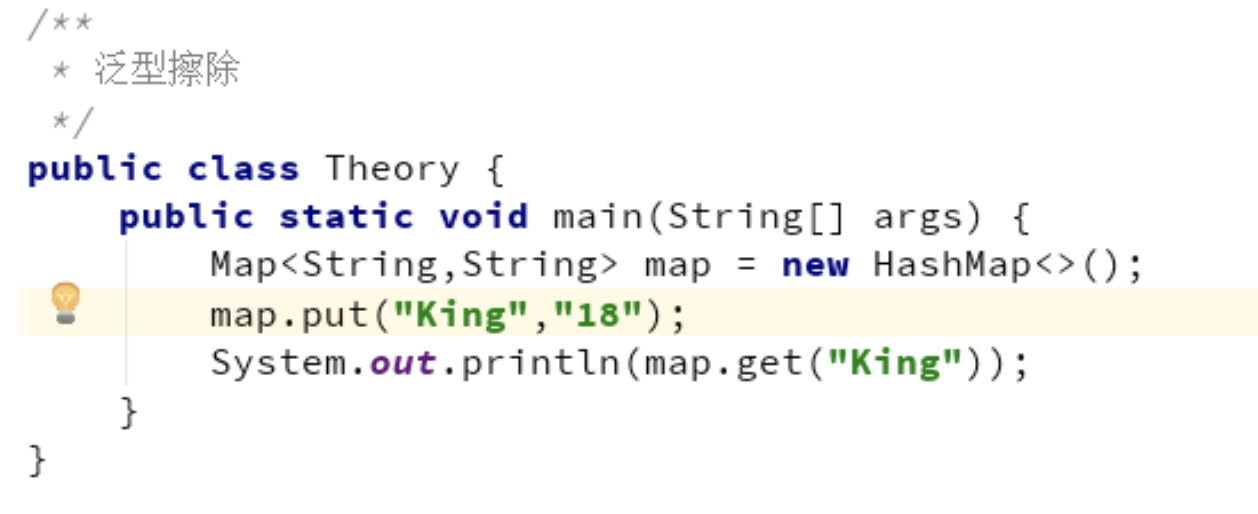 /**
 * 泛型擦除
 */
public class Theory {
    public static void main(String[] args) {
        Map<String,String> map = new HashMap<>();
        map.put("King","18");
        System.out.println(map.get("King"));
    }
}